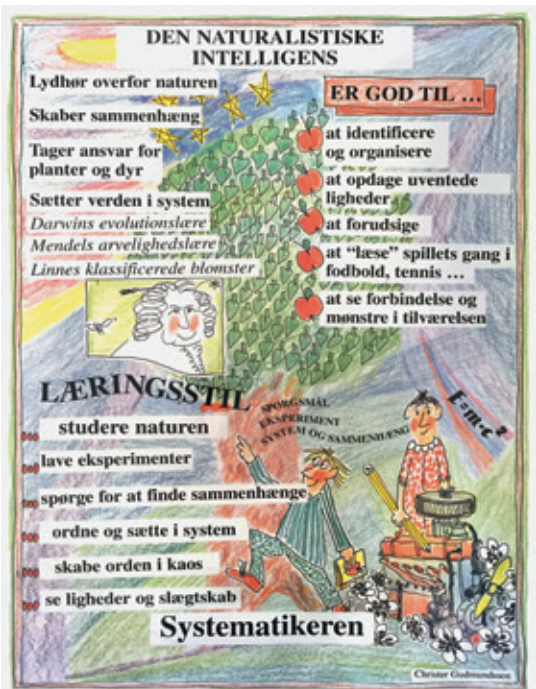 DEN NATURALISTISKE
INTELLIGENS
Lydhør overfor naturen
Skaber sammenhæng
Tager ansvar for
planter og dyr
Sætter verden i system
Darwins evolutionslære
Mendels arvelighedslære
Linnes klassificerede blomster
ER GOD TIL ...
at identificere
og organisere
at opdage uventede
ligheder
at forudsige
at "læse" spillets gang i
fodbold, tennis ...
at se forbindelse og
mønstre i tilværelsen
LÆRINGSSTIL
studere naturen
lave eksperimenter
spørge for at finde sammenhænge
ordne og sætte i system
skabe orden i kaos
se ligheder og slægtskab
SPØRGSMÅL
EKSPERIMENT
SYSTEM OG SAMMENHÆNG
E=m·c²
Systematikeren
Christer Gudmundsson